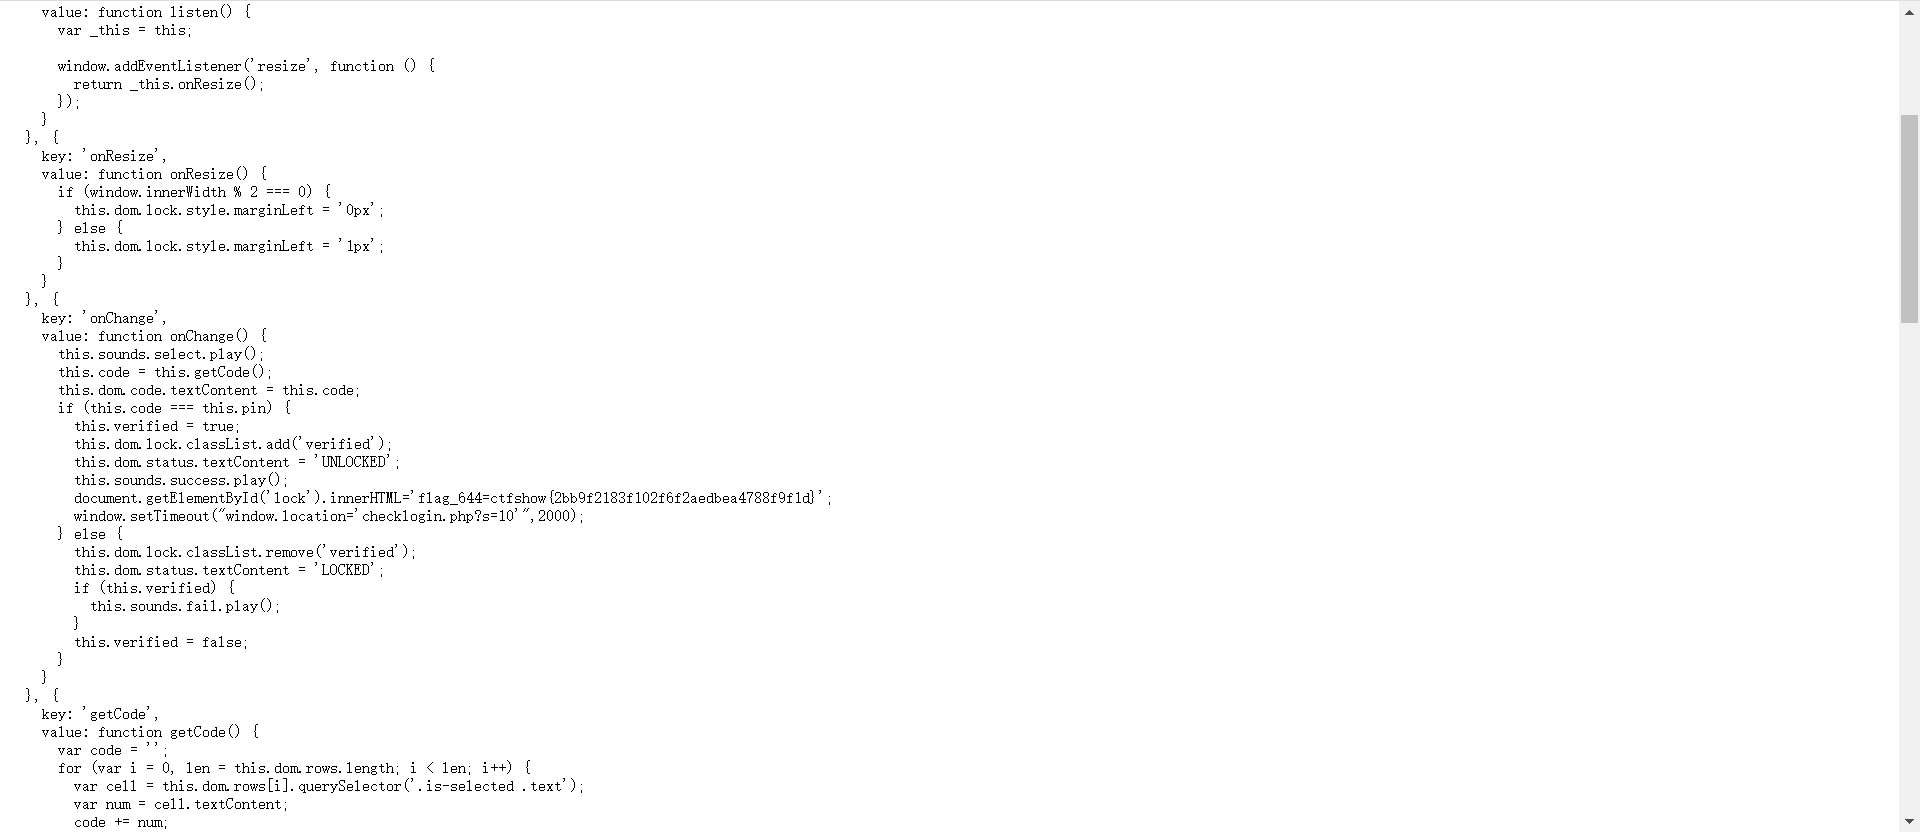 value: function listen() {
var _this = this;
window.addEventListener('resize', function () {
return _this.onResize();
});
}
}, {
key: 'onResize',
value: function onResize() {
if (window.innerWidth % 2 === 0) {
this.dom.lock.style.marginLeft = '0px';
} else {
this.dom.lock.style.marginLeft = '1px';
}
}
}, {
key: 'onChange',
value: function onChange() {
this.sounds.select.play();
this.code = this.getCode();
this.dom.code.textContent = this.code;
if (this.code === this.pin) {
this.verified = true;
this.dom.lock.classList.add('verified');
this.dom.status.textContent = 'UNLOCKED';
this.sounds.success.play();
document.getElementById('lock').innerHTML='flag_644=ctfshow{2bb9f2183f102f6f2aedbea4788f9f1d}';
window.setTimeout("window.location='checklogin.php?s=10'",2000);
} else {
this.dom.lock.classList.remove('verified');
this.dom.status.textContent = 'LOCKED';
if (this.verified) {
this.sounds.fail.play();
}
this.verified = false;
}
}
}, {
key: 'getCode',
value: function getCode() {
var code = '';
for (var i = 0, len = this.dom.rows.length; i < len; i++) {
var cell = this.dom.rows[i].querySelector('.is-selected .text');
var num = cell.textContent;
code += num;